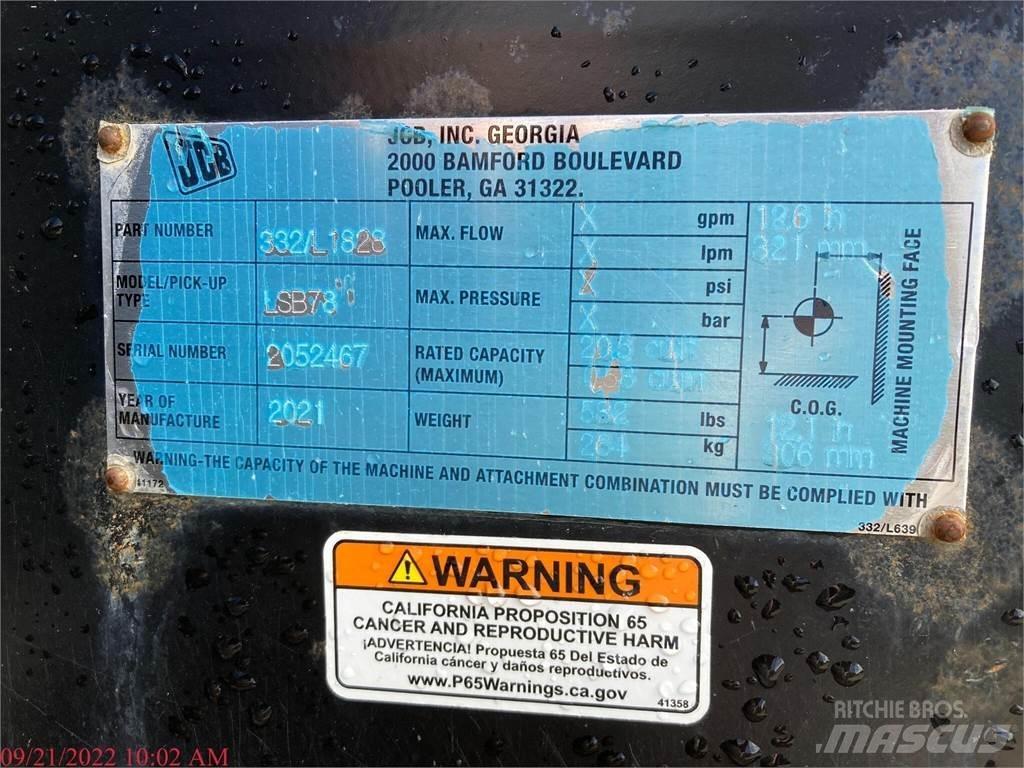 JCB
JCB, INC. GEORGIA
2000 BAMFORD BOULEVARD
POOLER, GA 31322.
PART NUMBER 332/L1828
MAX. FLOW X gpm
X lpm
MODEL/PICK-UP TYPE LSB78"
MAX. PRESSURE X psi
X bar
SERIAL NUMBER 2052467
RATED CAPACITY (MAXIMUM)
YEAR OF MANUFACTURE 2021
WEIGHT 582 lbs
264 kg
321 mm
C.O.G.
306 mm
MACHINE MOUNTING FACE
WARNING-THE CAPACITY OF THE MACHINE AND ATTACHMENT COMBINATION MUST BE COMPLIED WITH
332/L639
WARNING
CALIFORNIA PROPOSITION 65
CANCER AND REPRODUCTIVE HARM
¡ADVERTENCIA! Propuesta 65 Del Estado de
California cáncer y daños reproductivos.
www.P65Warnings.ca.gov
41358
09/21/2022 10:02 AM
RITCHIE BROS.
MASCUS